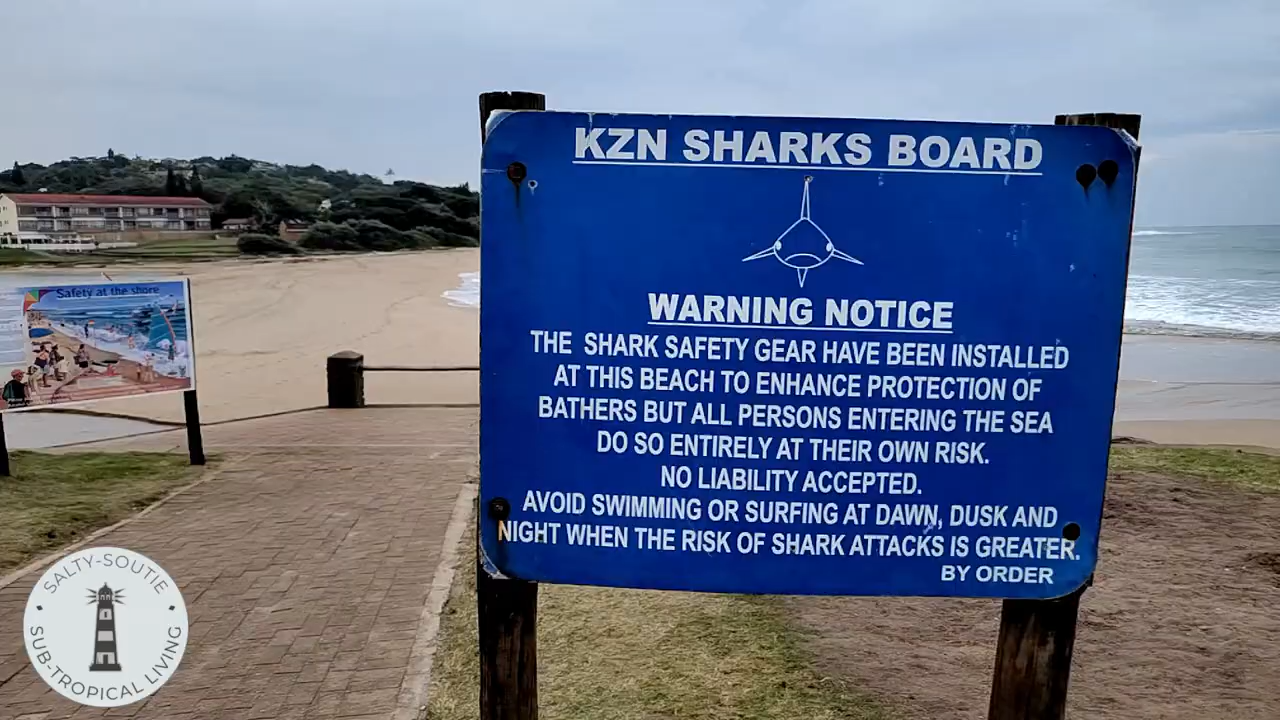 KZN SHARKS BOARD
WARNING NOTICE
THE SHARK SAFETY GEAR HAVE BEEN INSTALLED
AT THIS BEACH TO ENHANCE PROTECTION OF
BATHERS BUT ALL PERSONS ENTERING THE SEA
DO SO ENTIRELY AT THEIR OWN RISK.
NO LIABILITY ACCEPTED.
AVOID SWIMMING OR SURFING AT DAWN, DUSK AND
NIGHT WHEN THE RISK OF SHARK ATTACKS IS GREATER.
BY ORDER
Safety at the shore
SALTY-SOUTIE
SUB-TROPICAL LIVING